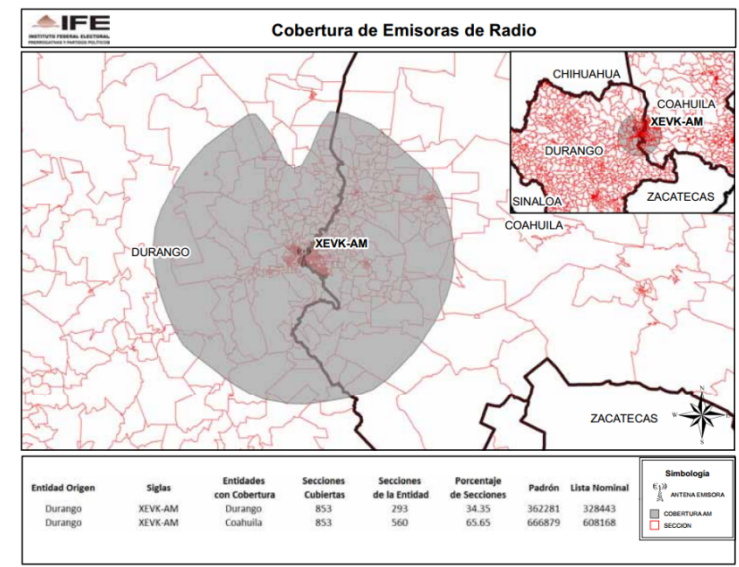 IFE
INSTITUTO FEDERAL ELECTORAL
PRERROGATIVAS Y PARTIDOS POLÍTICOS
Cobertura de Emisoras de Radio
CHIHUAHUA
COAHUILA
XEVK-AM
DURANGO
SINALOA
ZACATECAS
COAHUILA
XEVK-AM
DURANGO
ZACATECAS
N
W E
S
Entidad Origen Siglas Entidades con Cobertura Secciones Cubiertas Secciones de la Entidad Porcentaje de Secciones Padrón Lista Nominal
Durango XEVK-AM Durango 853 293 34.35 362281 328443
Durango XEVK-AM Coahuila 853 560 65.65 666879 608168
Simbología
ANTENA EMISORA
COBERTURA AM
SECCION